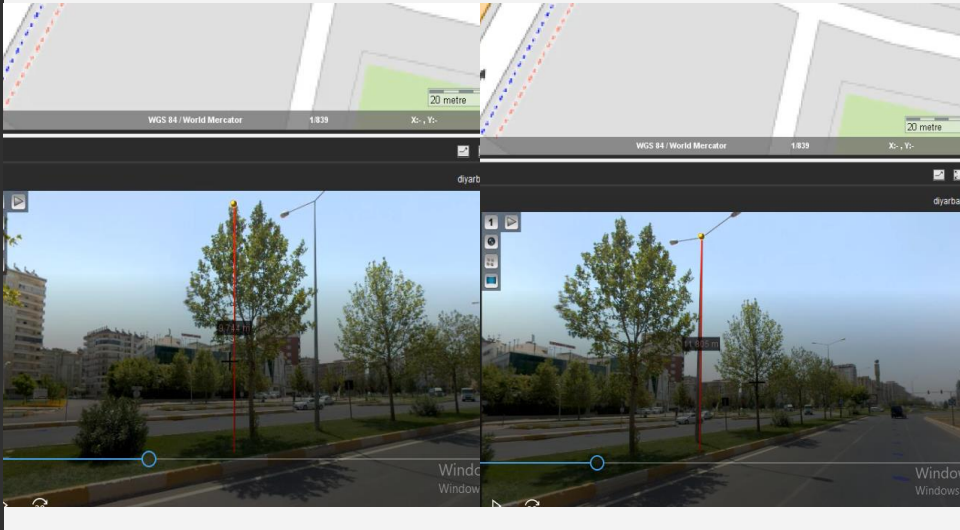 20 metre
WGS 84 / World Mercator 1/839 X:- , Y:-
diyarb
Windo
Window
20 metre
WGS 84 / World Mercator 1/839 X:- , Y:-
diyarba
1
Windo
Windows